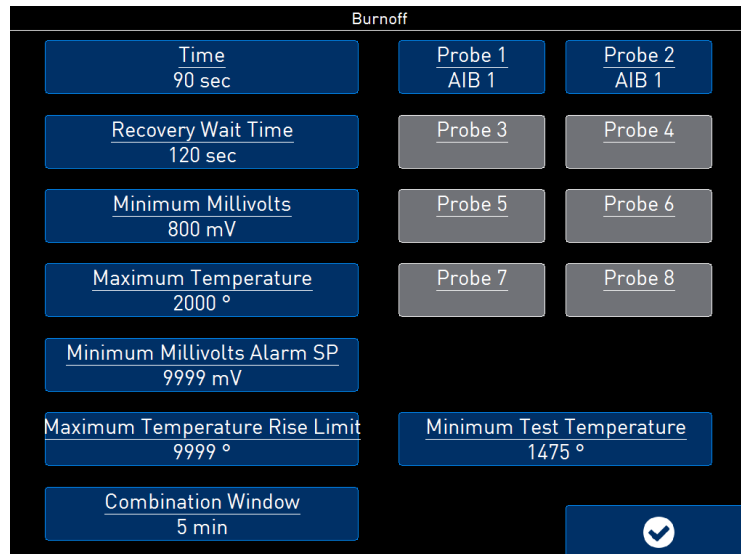 Burnoff
Time
90 sec
Probe 1
AIB 1
Probe 2
AIB 1
Recovery Wait Time
120 sec
Probe 3
Probe 4
Minimum Millivolts
800 mV
Probe 5
Probe 6
Maximum Temperature
2000 °
Probe 7
Probe 8
Minimum Millivolts Alarm SP
9999 mV
Maximum Temperature Rise Limit
9999 °
Minimum Test Temperature
1475 °
Combination Window
5 min